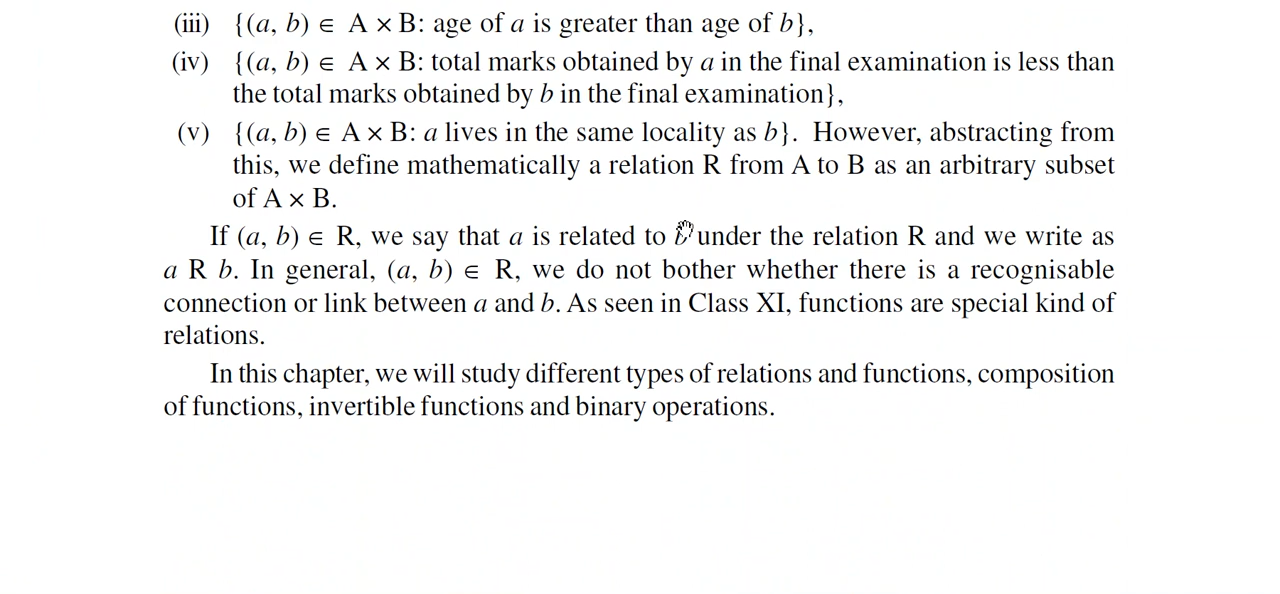 (iii) {(a, b) ∈ A × B: age of a is greater than age of b},
(iv) {(a, b) ∈ A × B: total marks obtained by a in the final examination is less than
the total marks obtained by b in the final examination},
(v) {(a, b) ∈ A × B: a lives in the same locality as b}. However, abstracting from
this, we define mathematically a relation R from A to B as an arbitrary subset
of A × B.
If (a, b) ∈ R, we say that a is related to b under the relation R and we write as
a R b. In general, (a, b) ∈ R, we do not bother whether there is a recognisable
connection or link between a and b. As seen in Class XI, functions are special kind of
relations.
In this chapter, we will study different types of relations and functions, composition
of functions, invertible functions and binary operations.